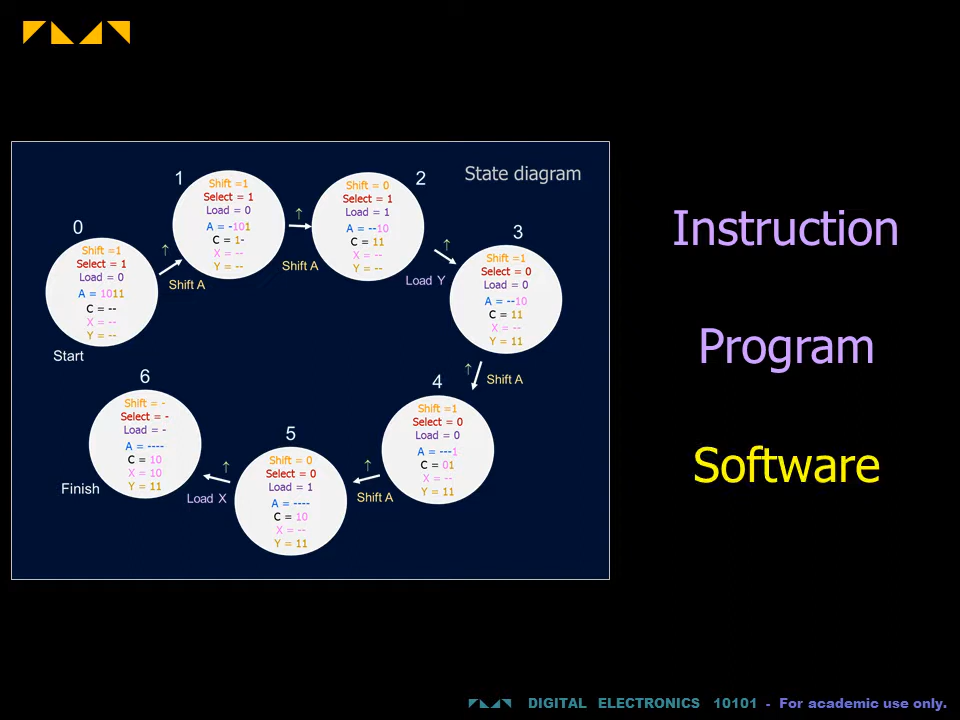 State diagram
0
Shift =1
Select = 1
Load = 0
A = 1011
C = --
X = --
Y = --
Start
↑
Shift A
1
Shift =1
Select = 1
Load = 0
A = -101
C = 1-
X = --
Y = --
↑
Shift A
2
Shift = 0
Select = 1
Load = 1
A = --10
C = 11
X = --
Y = --
↑
Load Y
3
Shift =1
Select = 0
Load = 0
A = --10
C = 11
X = --
Y = 11
↑
Shift A
4
Shift =1
Select = 0
Load = 0
A = ---1
C = 01
X = --
Y = 11
↑
Shift A
5
Shift = 0
Select = 0
Load = 1
A = ----
C = 10
X = --
Y = 11
↑
Load X
6
Shift = -
Select = -
Load = -
A = ----
C = 10
X = 10
Y = 11
Finish
Instruction
Program
Software
DIGITAL ELECTRONICS 10101 - For academic use only.